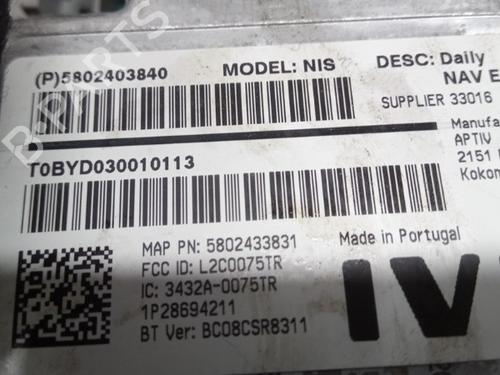 (P)5802403840 MODEL: NIS DESC: Daily
NAV E
SUPPLIER 33016
Manufa
APTIV
2151
Kokom
T0BYD030010113
MAP PN: 5802433831 Made in Portugal
FCC ID: L2C0075TR
IC: 3432A-0075TR
1P28694211
BT Ver: BC08CSR8311
IV
B PARTS